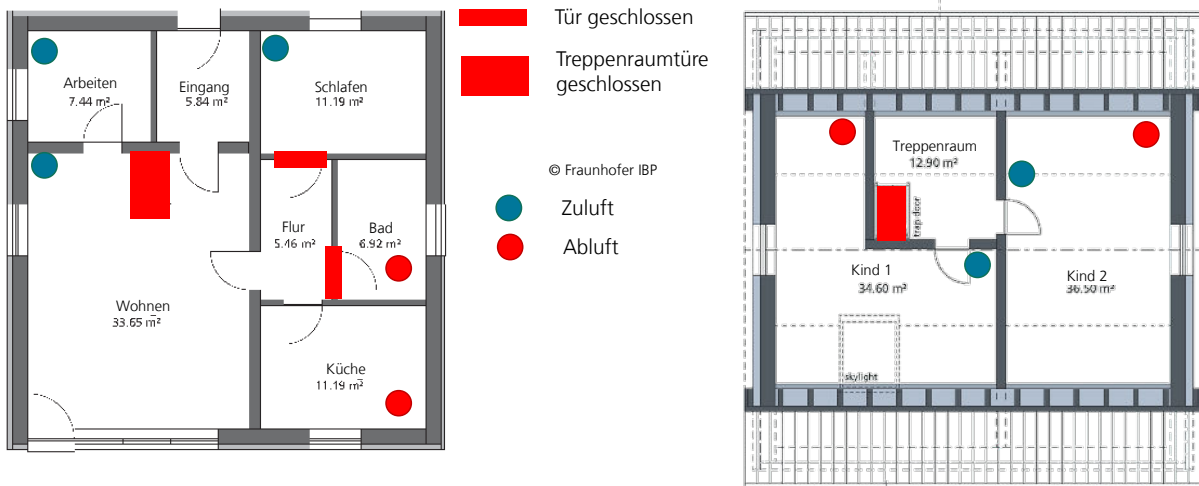 Arbeiten
7.44 m²
Eingang
5.84 m²
Schlafen
11.19 m²
Flur
5.46 m²
Bad
6.92 m²
Wohnen
33.65 m²
Küche
11.19 m²
Tür geschlossen
Treppenraumtüre
geschlossen
© Fraunhofer IBP
Zuluft
Abluft
Treppenraum
12.90 m²
trap door
Kind 1
34.60 m²
Kind 2
36.50 m²
skylight